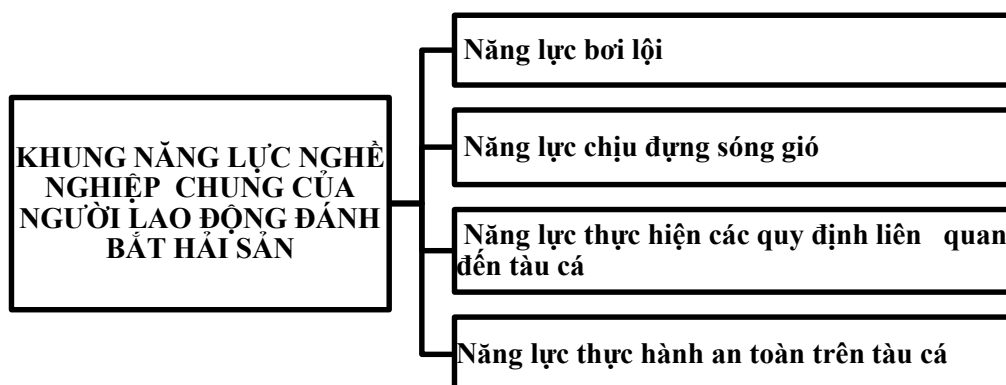 KHUNG NĂNG LỰC NGHỀ
NGHIỆP CHUNG CỦA
NGƯỜI LAO ĐỘNG ĐÁNH
BẮT HẢI SẢN
Năng lực bơi lội
Năng lực chịu đựng sóng gió
Năng lực thực hiện các quy định liên quan
đến tàu cá
Năng lực thực hành an toàn trên tàu cá